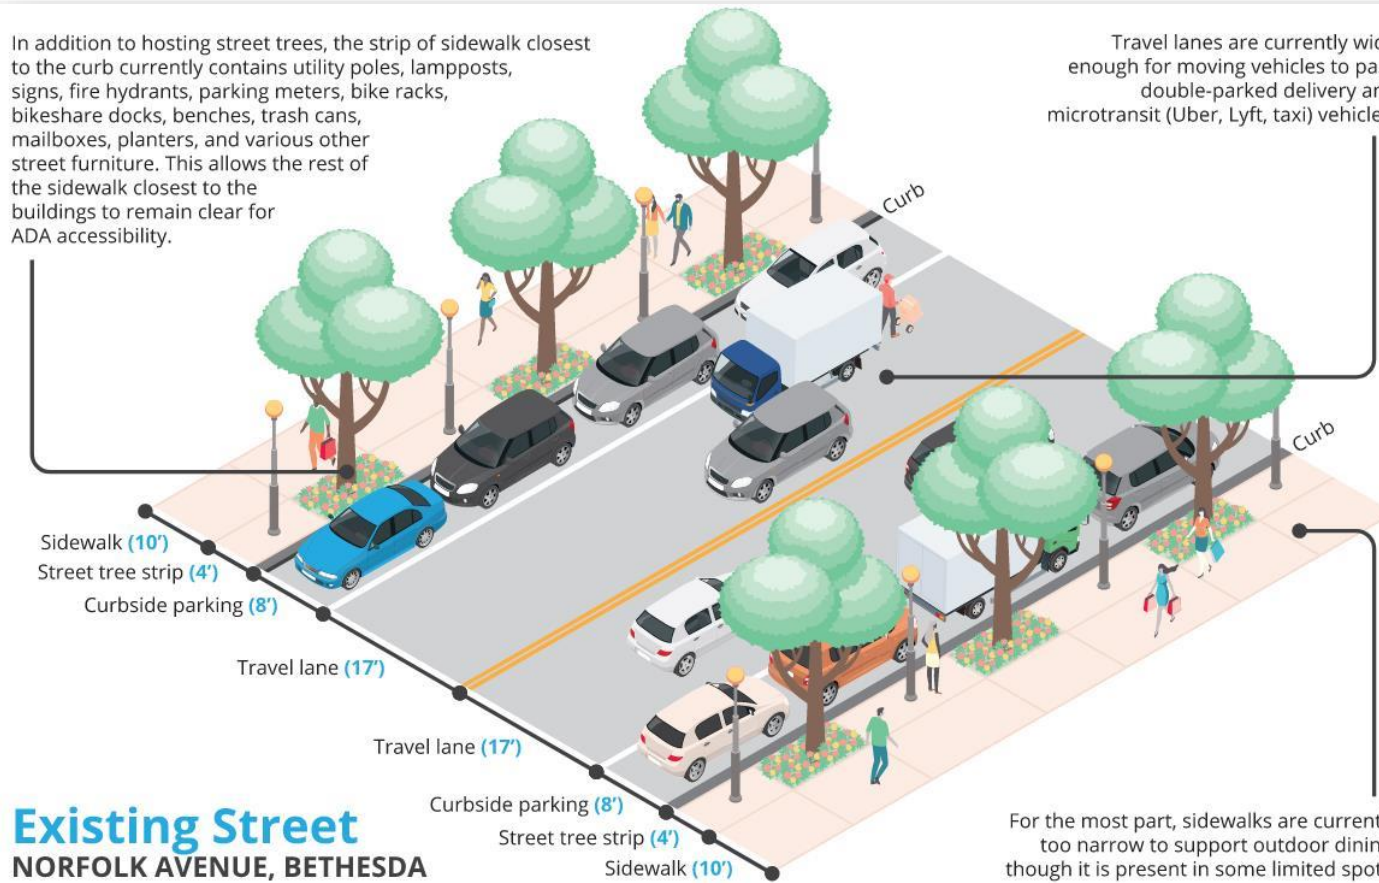 In addition to hosting street trees, the strip of sidewalk closest
to the curb currently contains utility poles, lampposts,
signs, fire hydrants, parking meters, bike racks,
bikeshare docks, benches, trash cans,
mailboxes, planters, and various other
street furniture. This allows the rest of
the sidewalk closest to the
buildings to remain clear for
ADA accessibility.
Travel lanes are currently wid
enough for moving vehicles to pa
double-parked delivery an
microtransit (Uber, Lyft, taxi) vehicle
Curb
Curb
Sidewalk (10’)
Street tree strip (4’)
Curbside parking (8’)
Travel lane (17’)
Travel lane (17’)
Curbside parking (8’)
Street tree strip (4’)
Sidewalk (10’)
Existing Street
NORFOLK AVENUE, BETHESDA
For the most part, sidewalks are current
too narrow to support outdoor dinin
though it is present in some limited spot